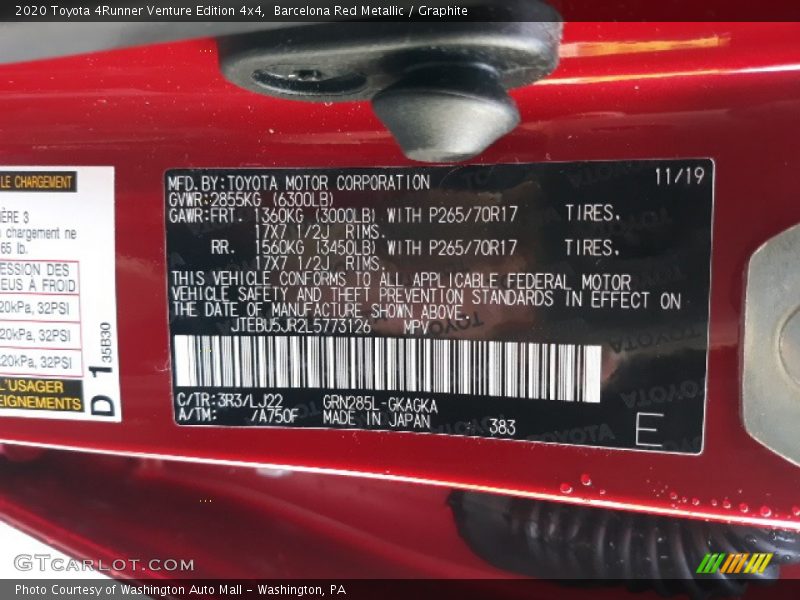 2020 Toyota 4Runner Venture Edition 4x4, Barcelona Red Metallic / Graphite
LE CHARGEMENT
IÈRE 3
chargement ne
65 lb.
ESSION DES
EUS A FROID
20kPa, 32PSI
20kPa, 32PSI
20kPa, 32PSI
L'USAGER
EIGNEMENTS
D 1 35B30
11/19
MFD. BY: TOYOTA MOTOR CORPORATION
GVWR: 2855KG (6300LB)
GAWR: FRT. 1360KG (3000LB) WITH P265/70R17 TIRES,
17X7 1/2J RIMS.
RR. 1560KG (3450LB) WITH P265/70R17 TIRES,
17X7 1/2J RIMS.
THIS VEHICLE CONFORMS TO ALL APPLICABLE FEDERAL MOTOR
VEHICLE SAFETY AND THEFT PREVENTION STANDARDS IN EFFECT ON
THE DATE OF MANUFACTURE SHOWN ABOVE.
JTEBU5JR2L5773126 MPV
C/TR: 3R3/LJ22 GRN285L-GKAGKA
A/TM: /A750F MADE IN JAPAN 383
E
GTCARLOT.COM
Photo Courtesy of Washington Auto Mall - Washington, PA